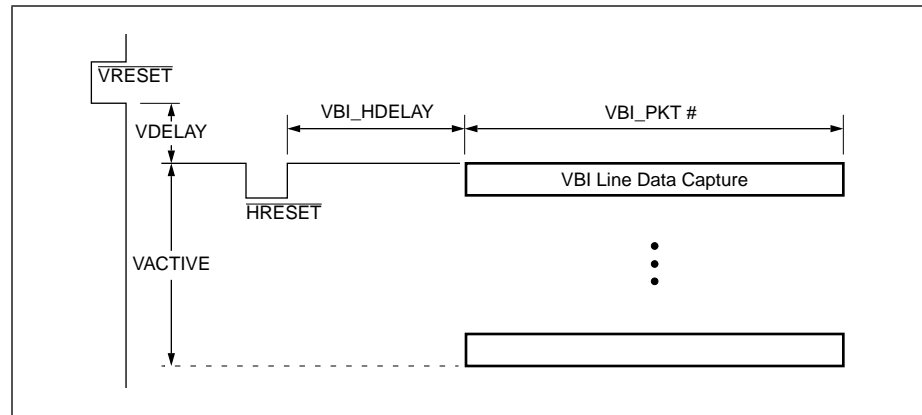 VRESET
VBI_HDELAY
VBI_PKT #
VDELAY
VBI Line Data Capture
HRESET
VACTIVE